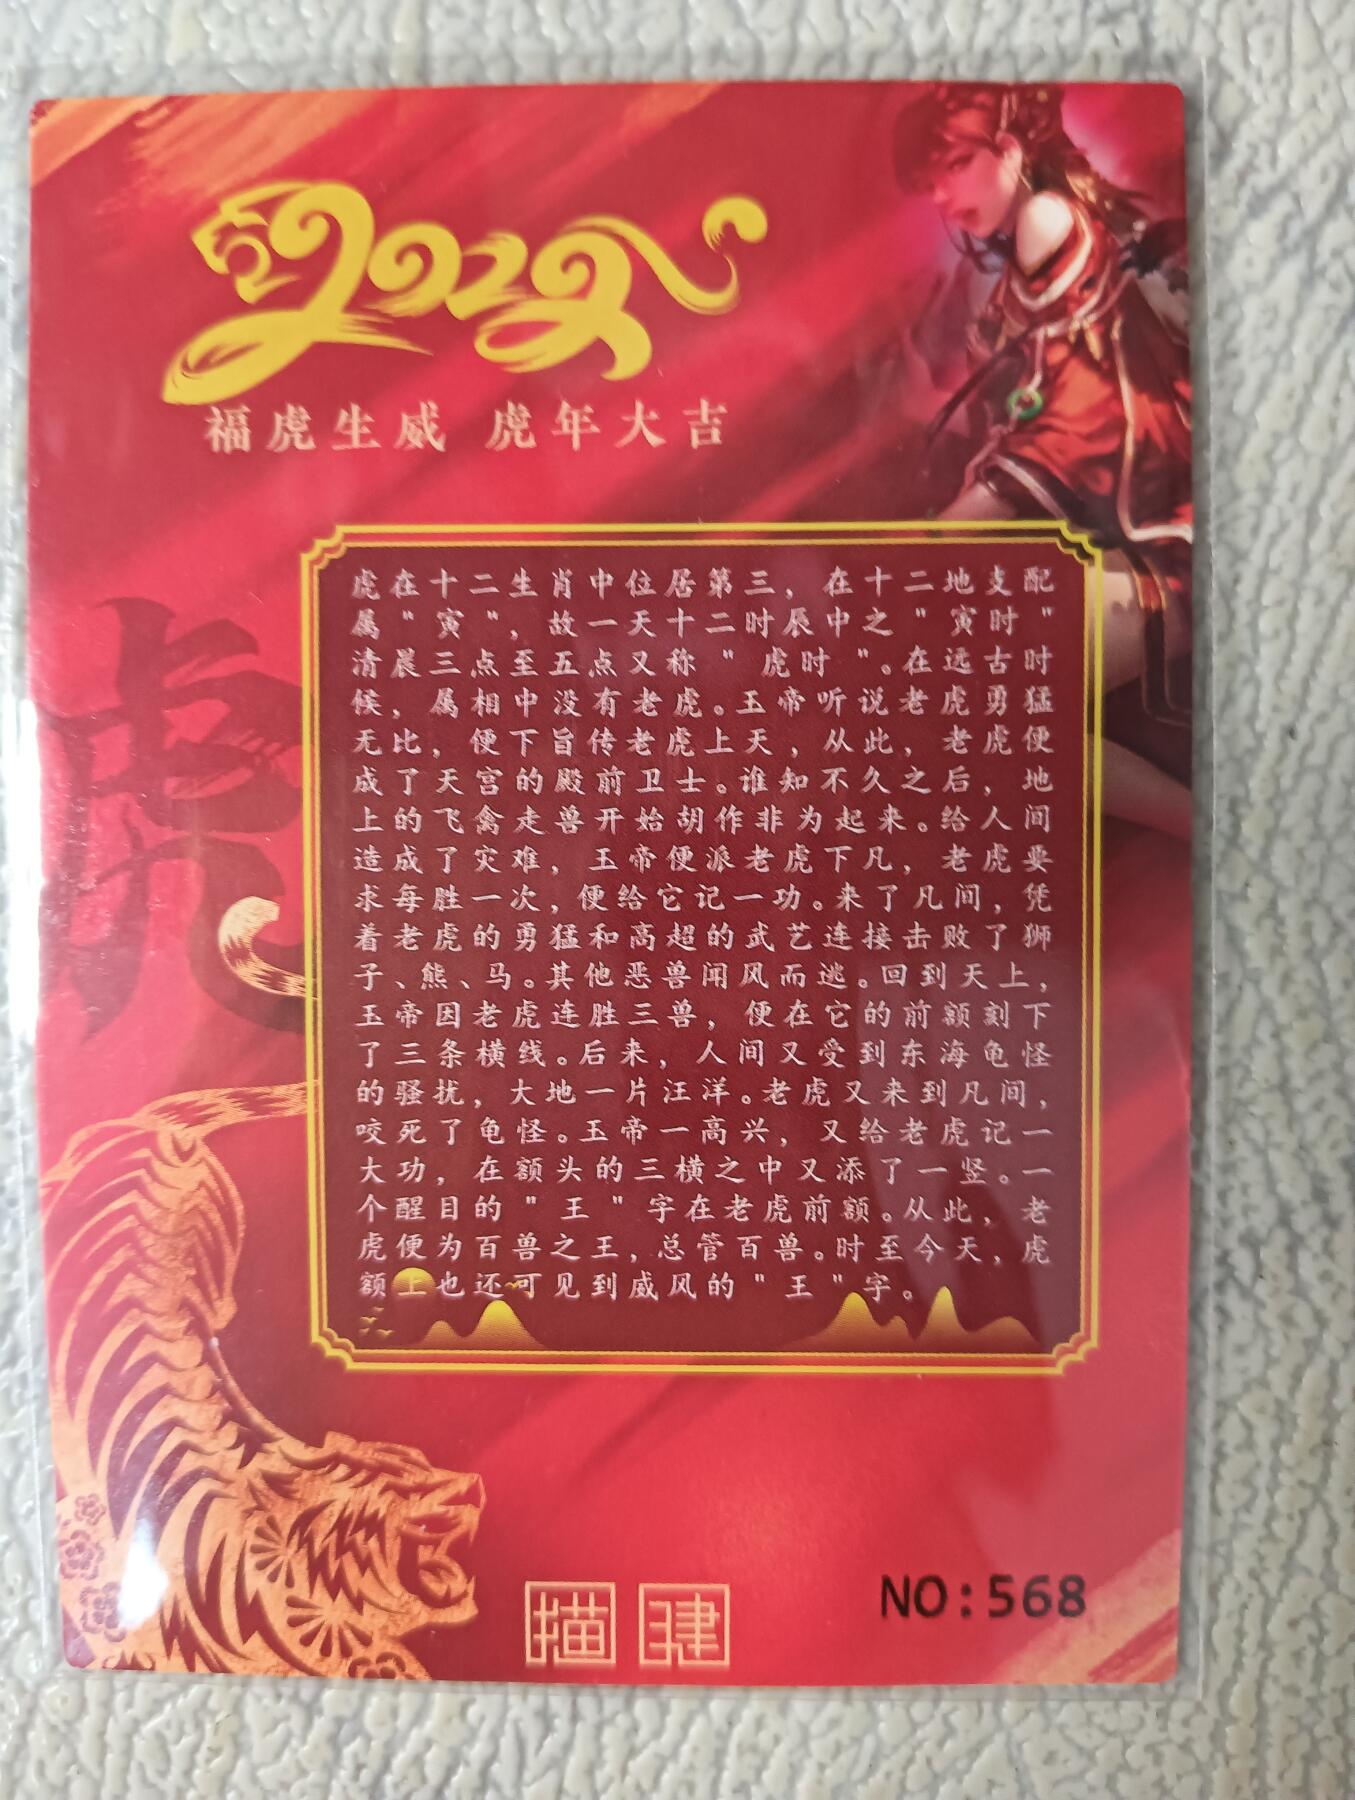 2022
福虎生威 虎年大吉
虎在十二生肖中位居第三，在十二地支配
属"寅"，故一天十二时辰中之"寅时"
清晨三点至五点又称"虎时"。在远古时
候，属相中没有老虎。玉帝听说老虎勇猛
无比，便下旨传老虎上天，从此，老虎便
成了天宫的殿前卫士。谁知不久之后，地
上的飞禽走兽开始胡作非为起来。给人间
造成了灾难，玉帝便派老虎下凡，老虎要
求每胜一次，便给它记一功。来了凡间，凭
着老虎的勇猛和高超的武艺连接击败了狮
子、熊、马。其他恶兽闻风而逃。回到天上，
玉帝因老虎连胜三兽，便在它的前额刻下
了三条横线。后来，人间又受到东海龟怪
的骚扰，大地一片汪洋。老虎又来到凡间，
咬死了龟怪。玉帝一高兴，又给老虎记一
大功，在额头的三横之中又添了一竖。一
个醒目的"王"字在老虎前额。从此，老
虎便为百兽之王，总管百兽。时至今天，虎
额上也还可见到威风的"王"字。
虎
NO:568